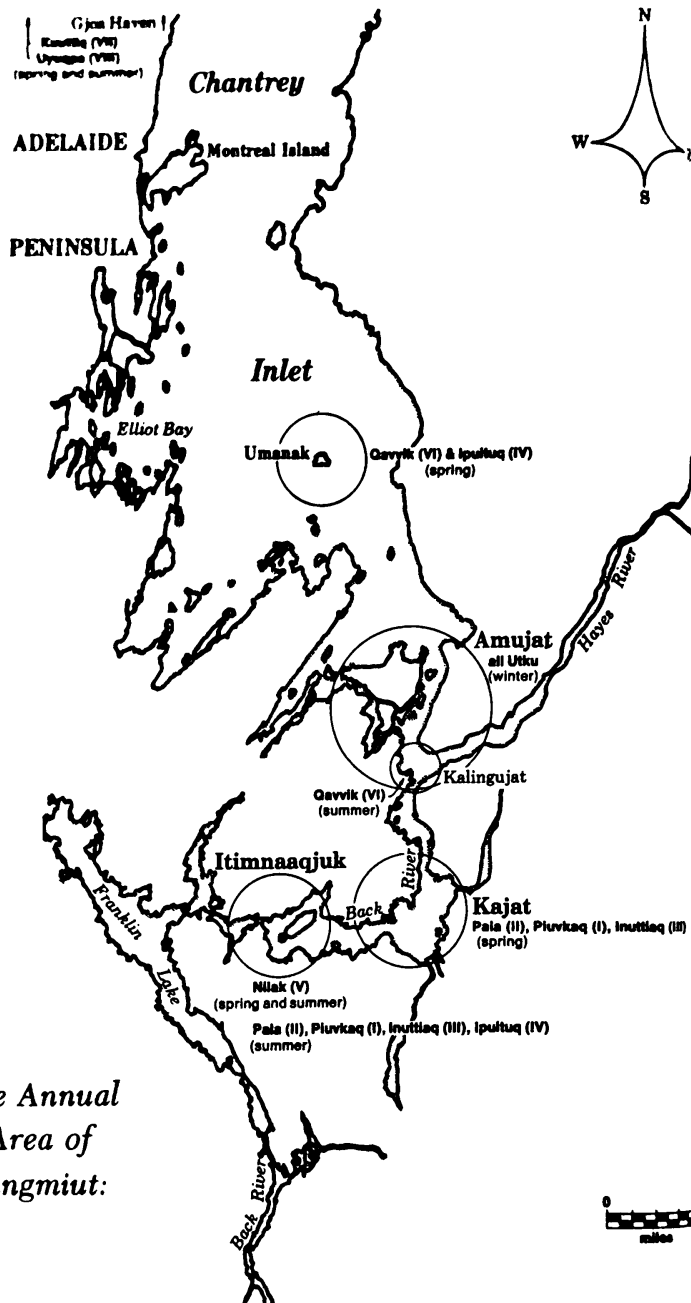 Gjoa Haven
(spring and summer)
N
Chantrey
ADELAIDE
Montreal Island
W
S
PENINSULA
Inlet
Elliot Bay
Umanak
Qavvik (VI) & Ipuituq (IV)
(spring)
Hayes River
Amujat
all Utku
(winter)
Kalingujat
Qavvik (VI)
(summer)
Itimnaaqjuk
Back River
Franklin Lake
Kajat
Pala (II), Piuvkaq (I), Inuttiaq (III)
(spring)
Nilak (V)
(spring and summer)
Pala (II), Piuvkaq (I), Inuttiaq (III), Ipuituq (IV)
(summer)
e Annual
Area of
ngmiut:
Back River
0
miles